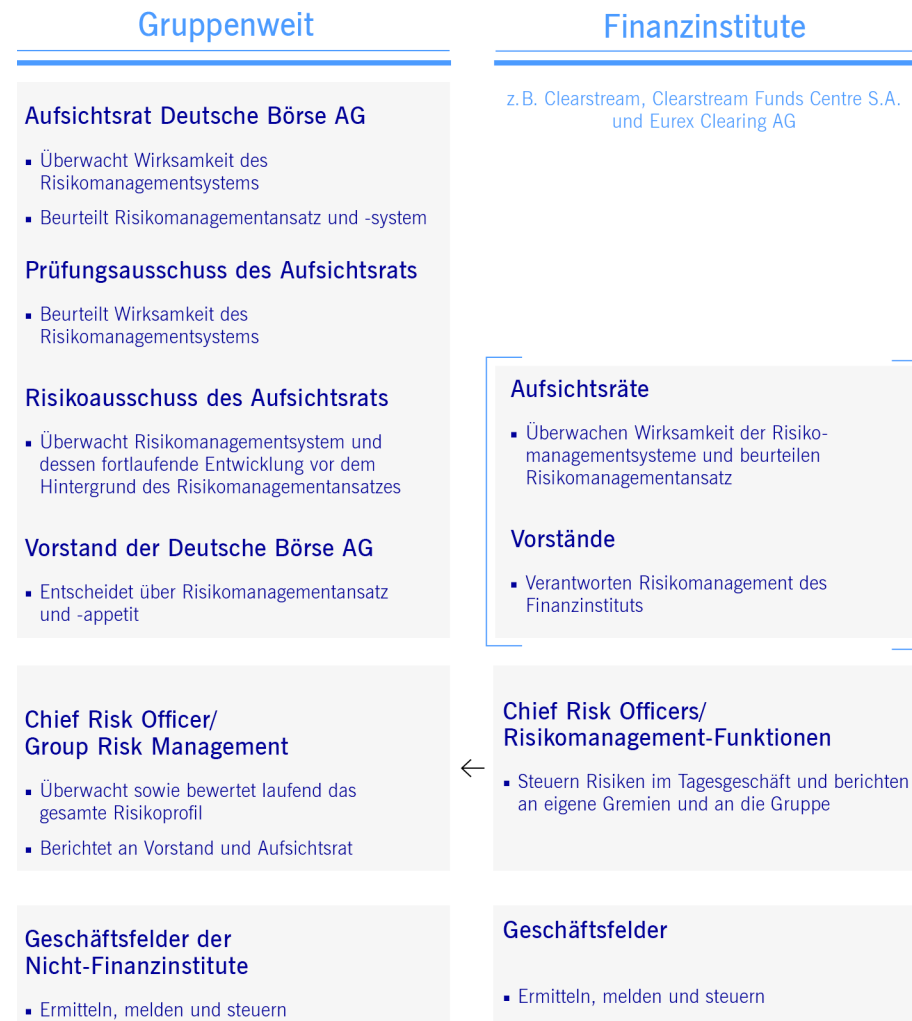 Gruppenweit
Aufsichtsrat Deutsche Börse AG
▪ Überwacht Wirksamkeit des
Risikomanagementsystems
▪ Beurteilt Risikomanagementansatz und -system
Prüfungsausschuss des Aufsichtsrats
▪ Beurteilt Wirksamkeit des
Risikomanagementsystems
Risikoausschuss des Aufsichtsrats
▪ Überwacht Risikomanagementsystem und
dessen fortlaufende Entwicklung vor dem
Hintergrund des Risikomanagementansatzes
Vorstand der Deutsche Börse AG
▪ Entscheidet über Risikomanagementansatz
und -appetit
Chief Risk Officer/
Group Risk Management
▪ Überwacht sowie bewertet laufend das
gesamte Risikoprofil
▪ Berichtet an Vorstand und Aufsichtsrat
Geschäftsfelder der
Nicht-Finanzinstitute
▪ Ermitteln, melden und steuern
Finanzinstitute
z.B. Clearstream, Clearstream Funds Centre S.A.
und Eurex Clearing AG
Aufsichtsräte
▪ Überwachen Wirksamkeit der Risiko-
managementsysteme und beurteilen
Risikomanagementansatz
Vorstände
▪ Verantworten Risikomanagement des
Finanzinstituts
Chief Risk Officers/
Risikomanagement-Funktionen
▪ Steuern Risiken im Tagesgeschäft und berichten
an eigene Gremien und an die Gruppe
Geschäftsfelder
▪ Ermitteln, melden und steuern